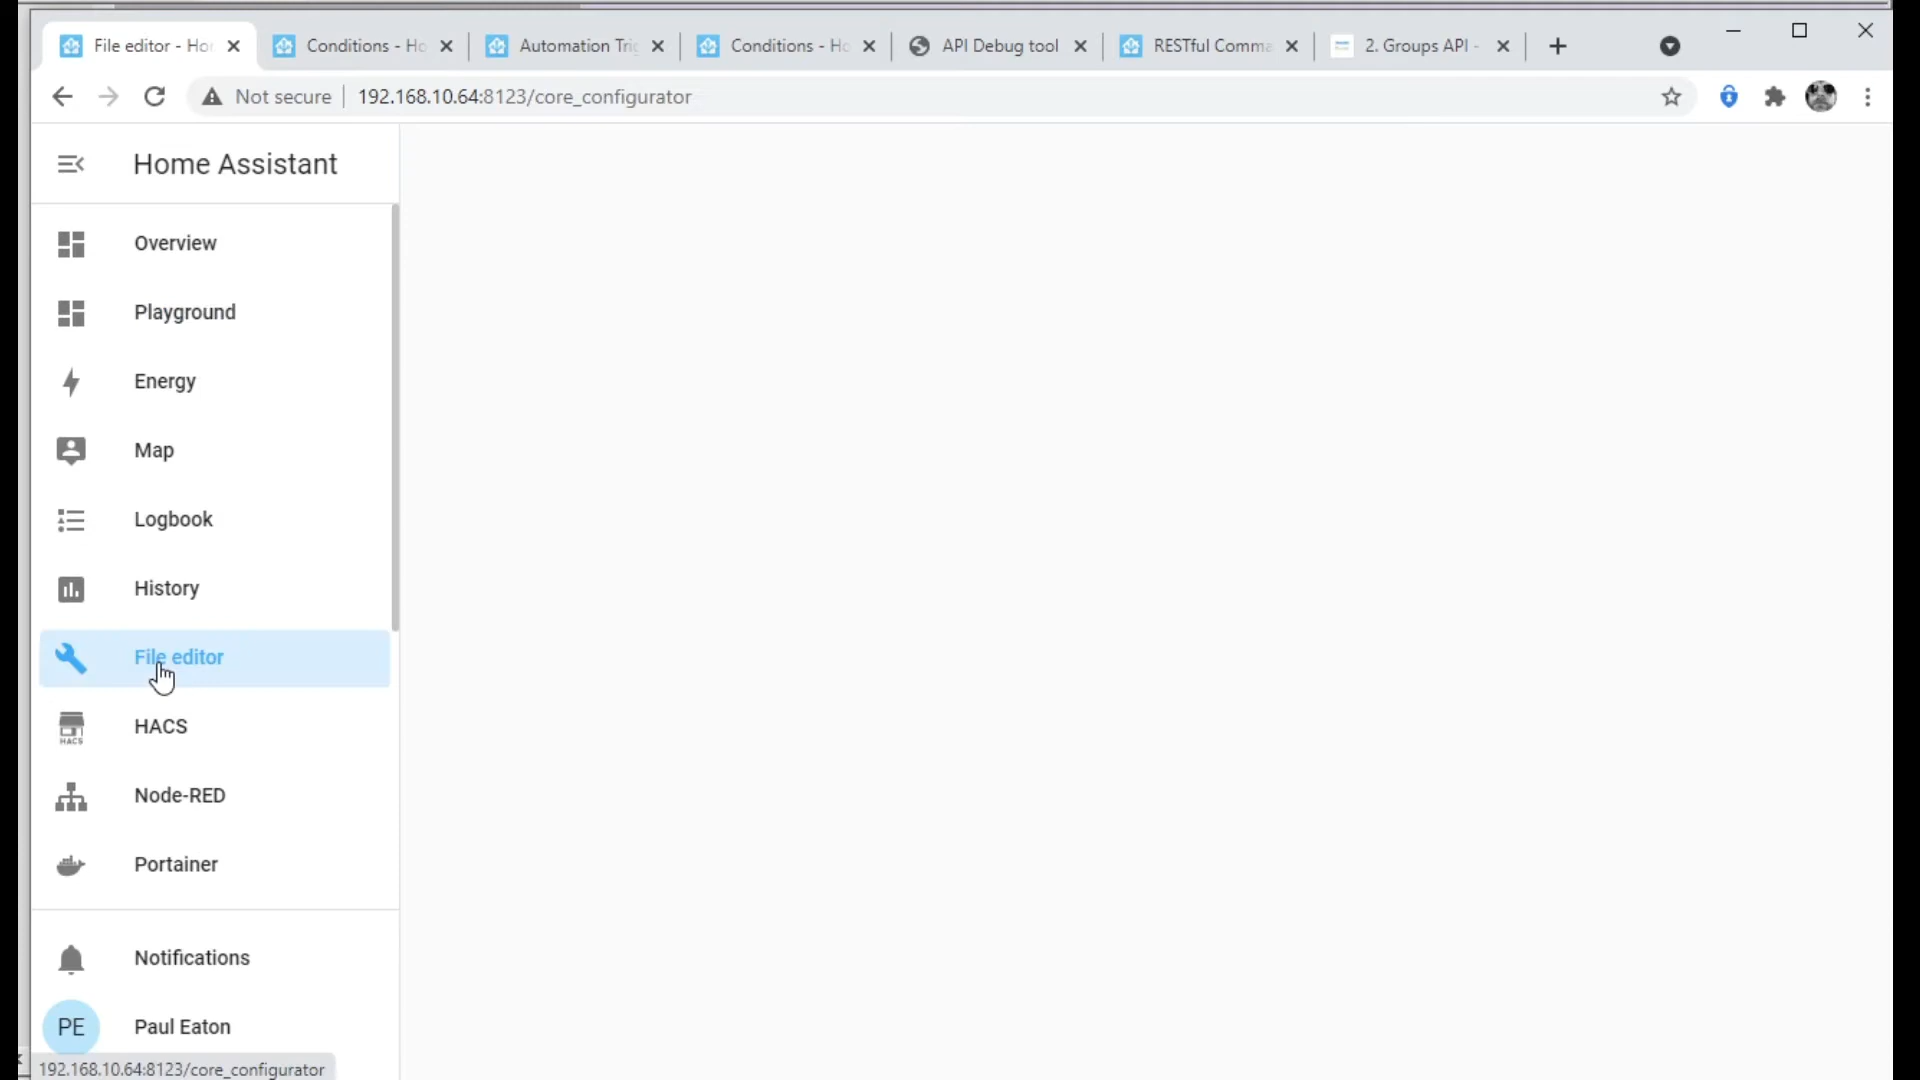 File editor - Ho
Conditions - Ho
Automation Tri
Conditions - Ho
API Debug tool
RESTful Comma
2. Groups API -
Not secure
192.168.10.64:8123/core_configurator
Home Assistant
Overview
Playground
Energy
Map
Logbook
History
File editor
HACS
HACS
Node-RED
Portainer
Notifications
PE
Paul Eaton
192.168.10.64:8123/core_configurator